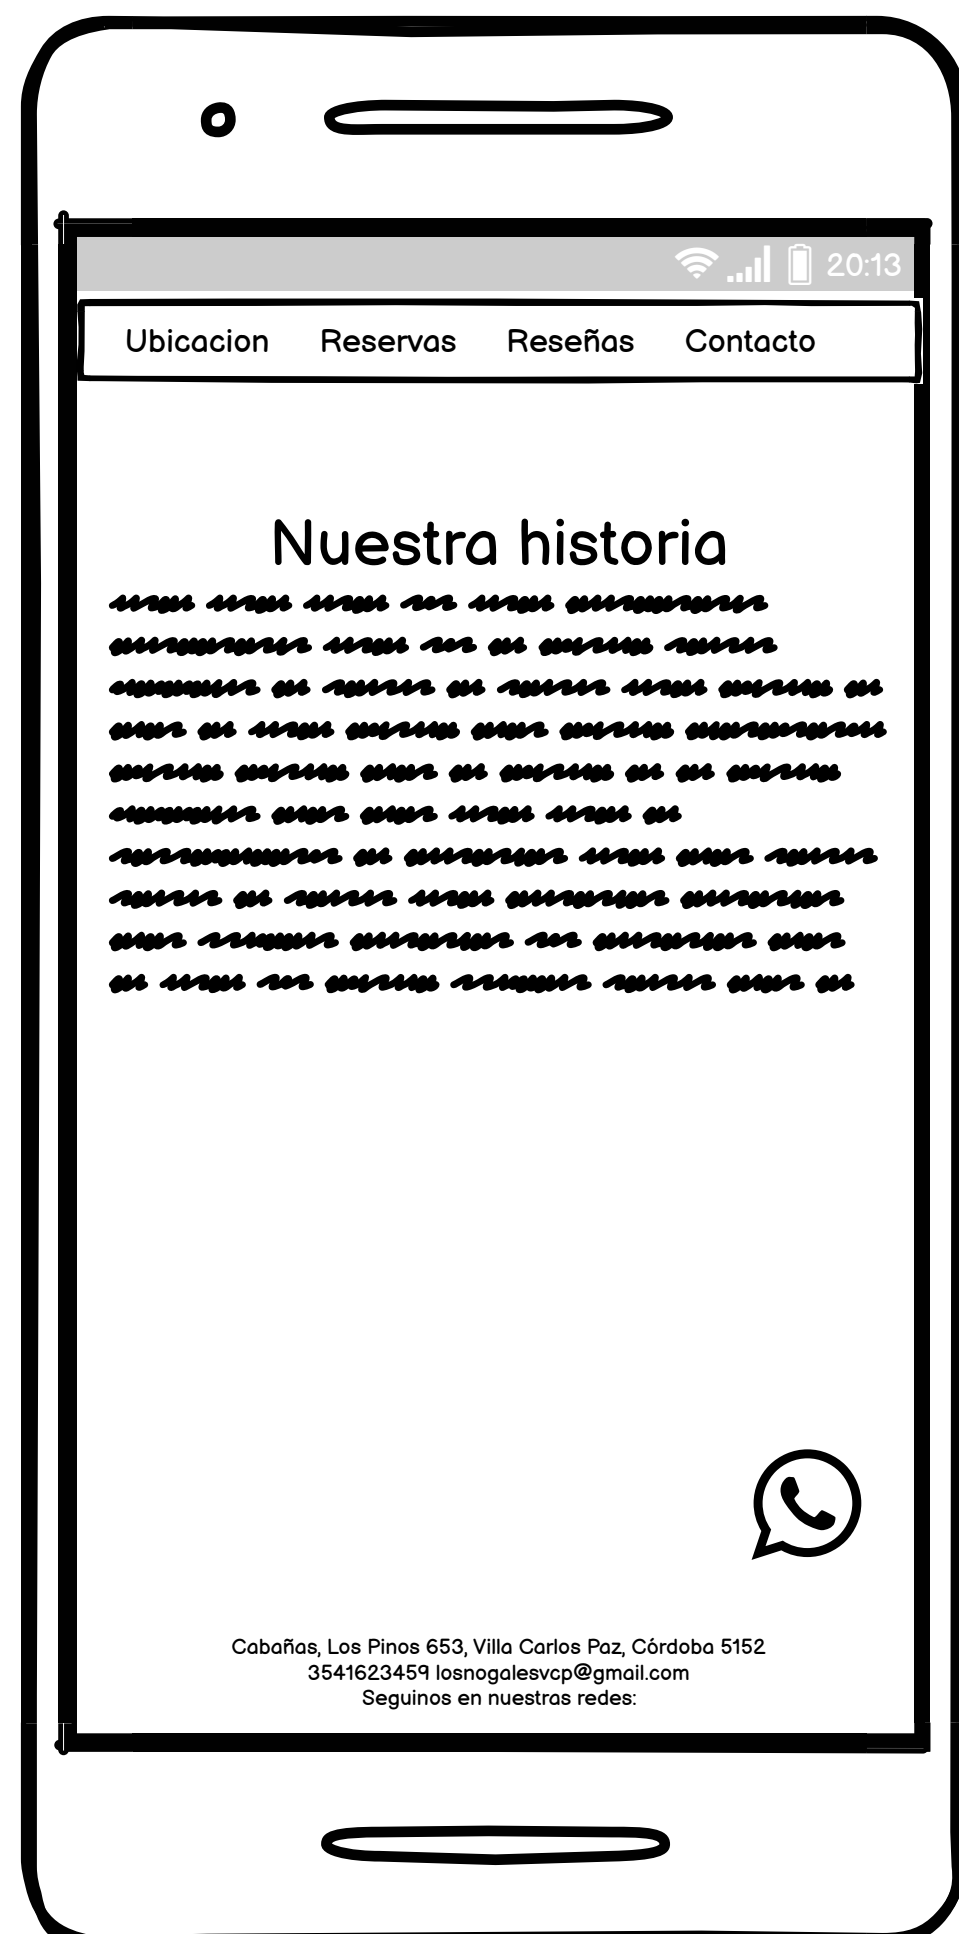 20:13
Ubicacion Reservas Reseñas Contacto
Nuestra historia
Cabañas, Los Pinos 653, Villa Carlos Paz, Córdoba 5152
3541623459 losnogalesvcp@gmail.com
Seguinos en nuestras redes: